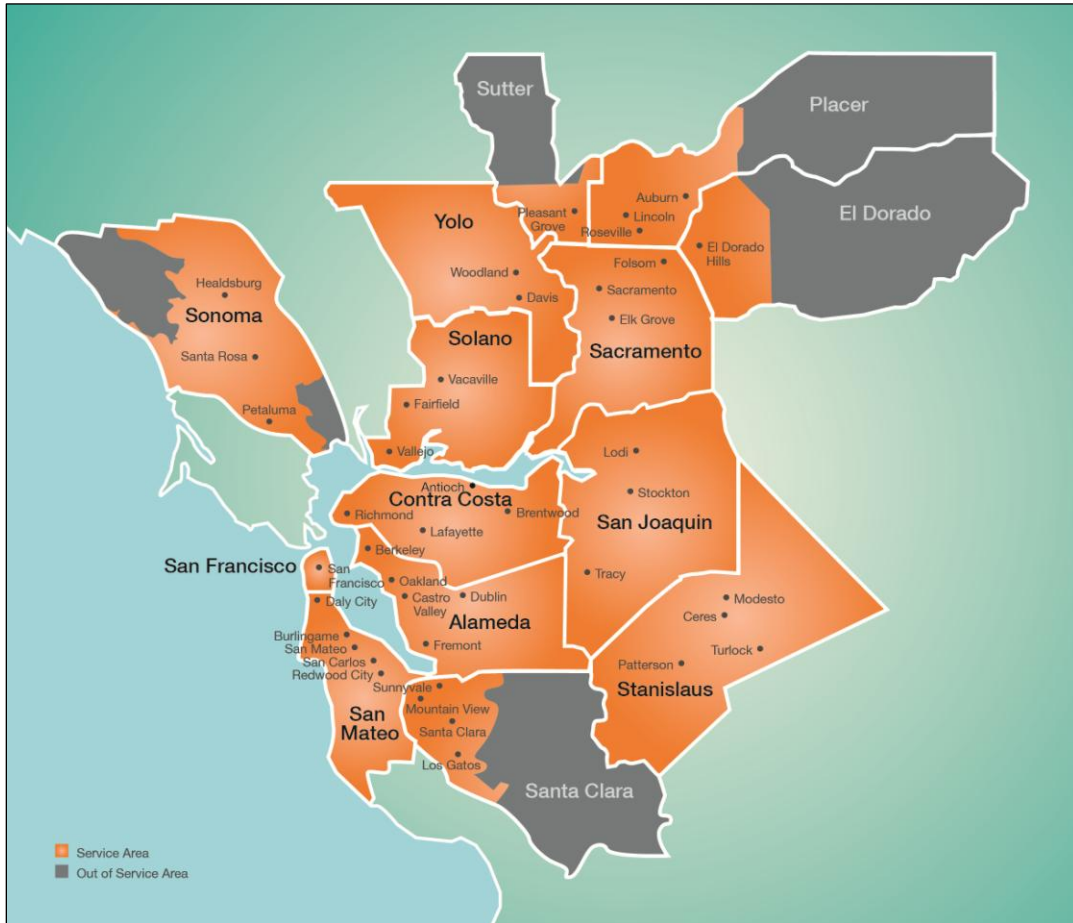 Sutter
Placer
El Dorado
Auburn
Lincoln
Roseville
Pleasant
Grove
Yolo
El Dorado
Hills
Folsom
Woodland
Davis
Sacramento
Elk Grove
Sacramento
Healdsburg
Sonoma
Santa Rosa
Petaluma
Solano
Vacaville
Fairfield
Vallejo
Lodi
Stockton
San Joaquin
Tracy
Antioch
Contra Costa
Brentwood
Richmond
Lafayette
Berkeley
San Francisco
San
Francisco
Oakland
Castro
Valley
Dublin
Alameda
Fremont
Daly City
Burlingame
San Mateo
San Carlos
Redwood City
San
Mateo
Sunnyvale
Mountain View
Santa Clara
Los Gatos
Santa Clara
Modesto
Ceres
Turlock
Patterson
Stanislaus
Service Area
Out of Service Area